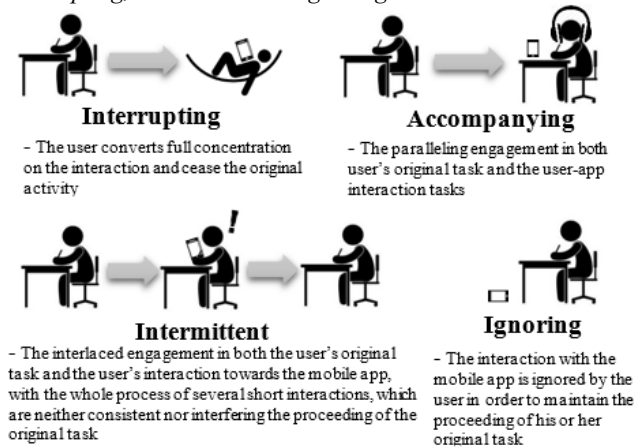 Interrupting
– The user converts full concentration
on the interaction and cease the original
activity
Accompanying
– The paralleling engagement in both
user's original task and the user-app
interaction tasks
Intermittent
– The interlaced engagement in both the user's original
task and the user's interaction towards the mobile app,
with the whole process of several short interactions, which
are neither consistent nor interfering the proceeding of the
original task
Ignoring
– The interaction with the
mobile app is ignored by the
user in order to maintain the
proceeding of his or her
original task